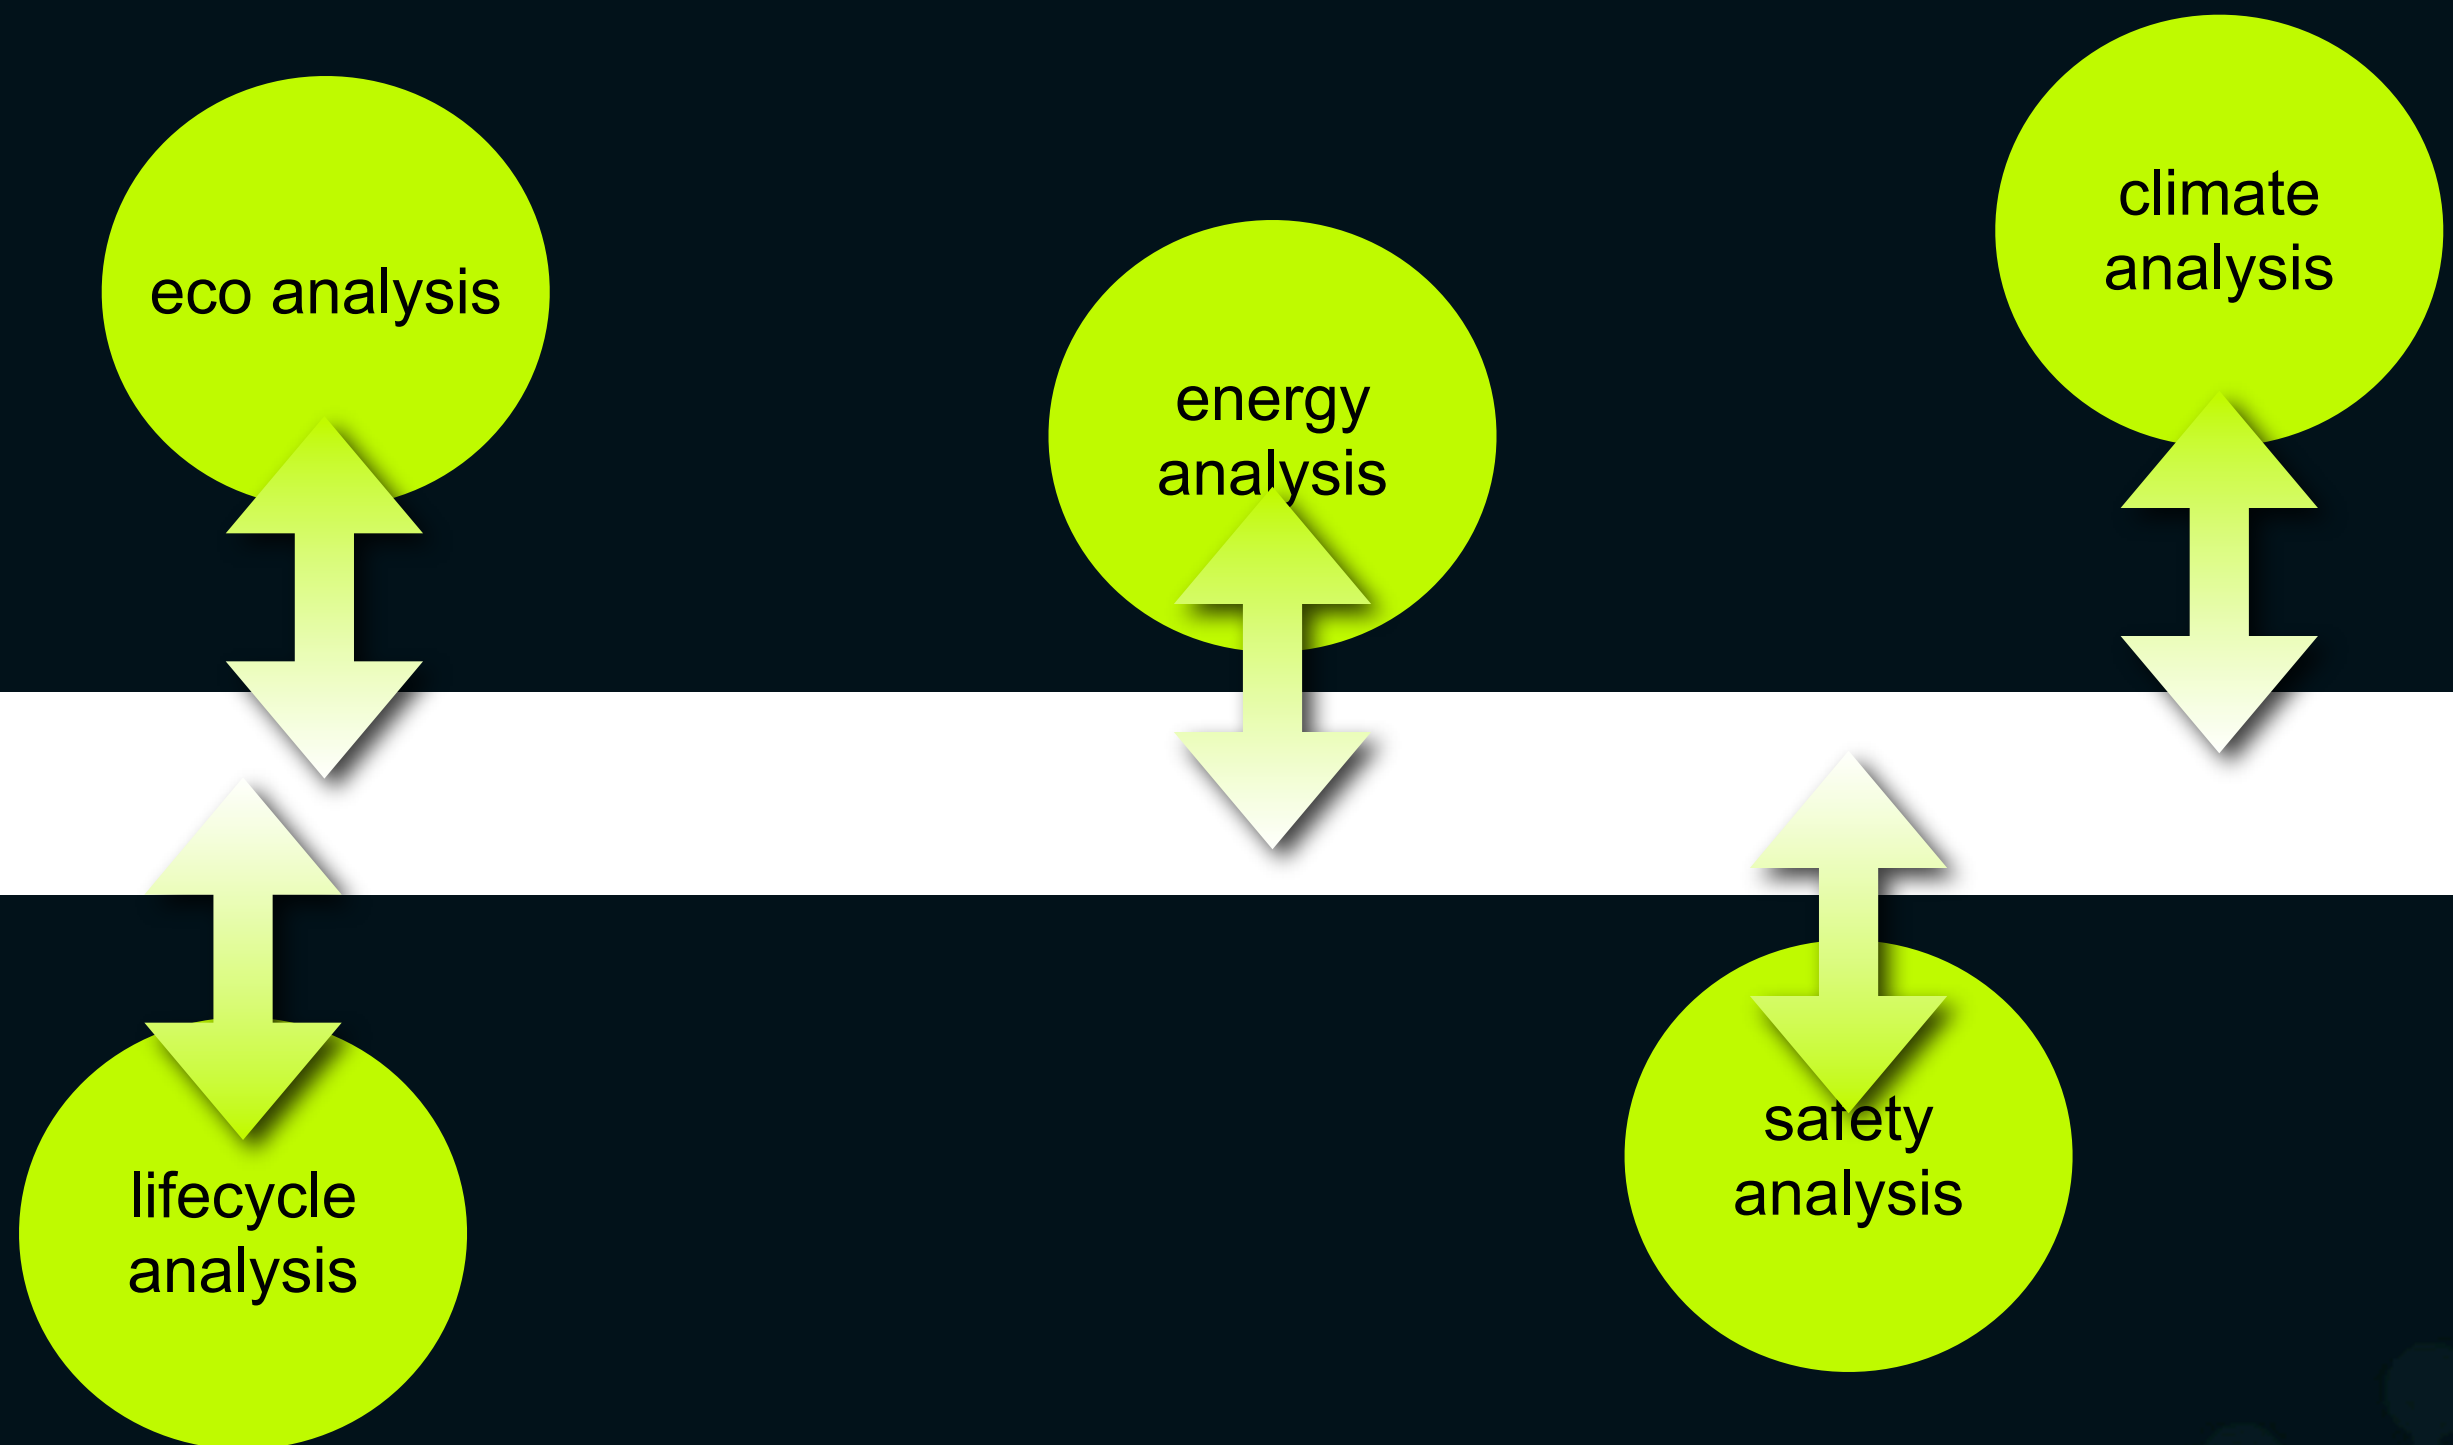 eco analysis
energy
analysis
climate
analysis
lifecycle
analysis
safety
analysis